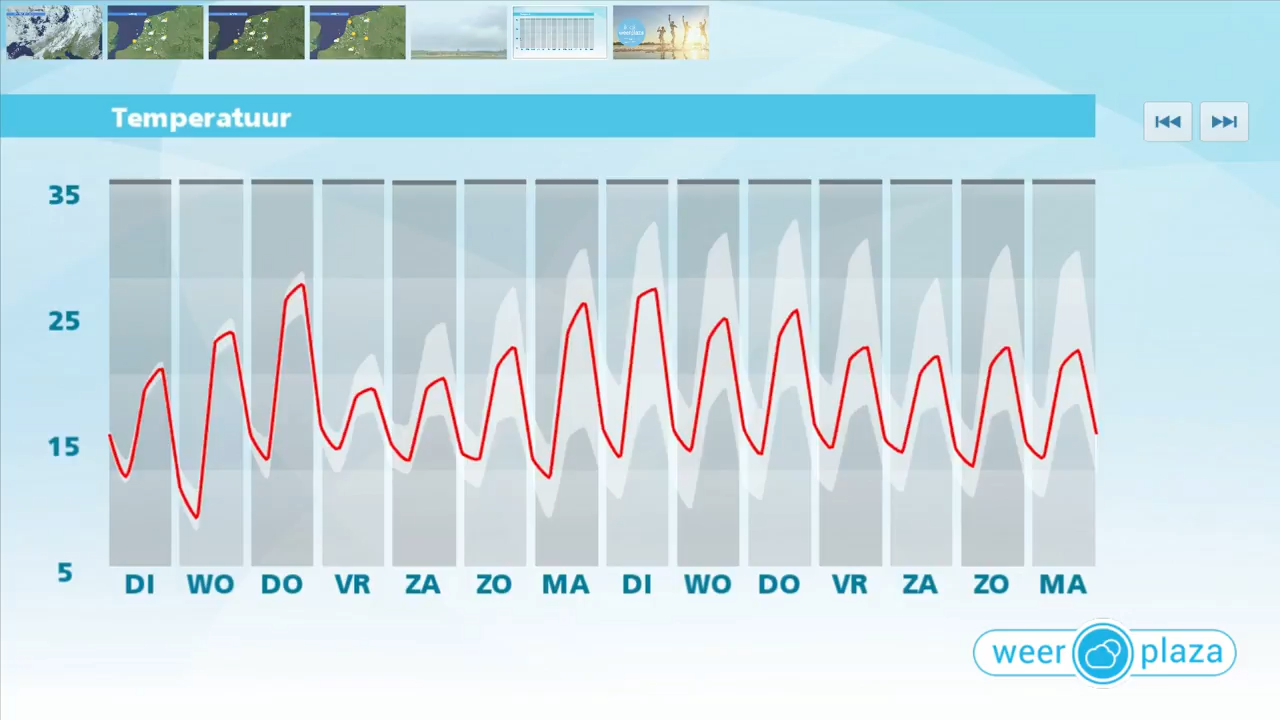 Temperatuur
35
25
15
5
DI WO DO VR ZA ZO MA DI WO DO VR ZA ZO MA
weer plaza